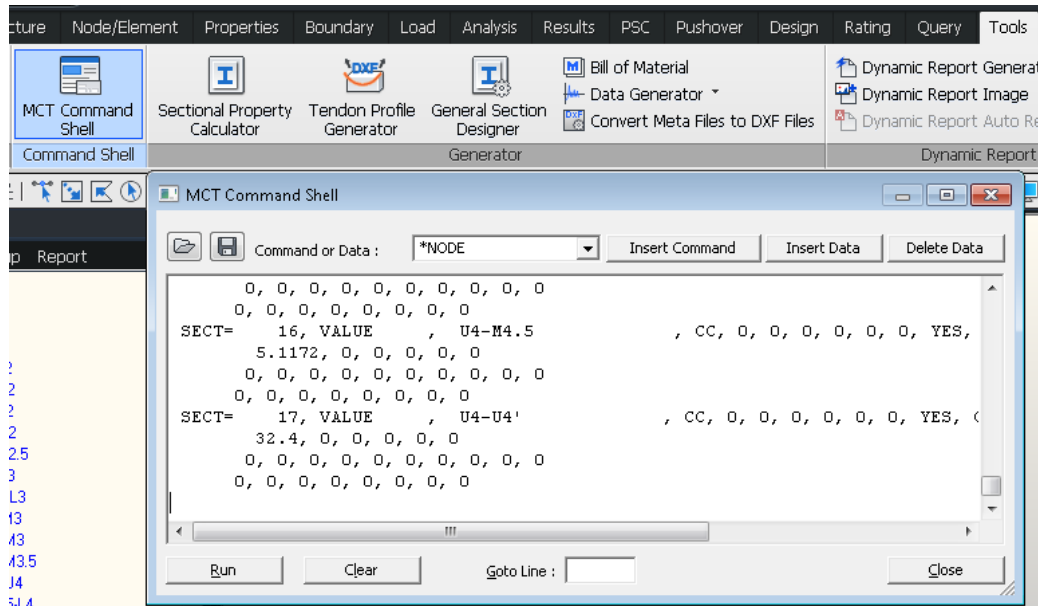 Node/Element Properties Boundary Load Analysis Results PSC Pushover Design Rating Query Tools
MCT Command Shell
Sectional Property Calculator
Tendon Profile Generator
General Section Designer
Bill of Material
Data Generator
Convert Meta Files to DXF Files
Dynamic Report
Dynamic Report Image
Dynamic Report Auto
Command Shell Generator Dynamic Report
MCT Command Shell
Report
Command or Data : *NODE Insert Command Insert Data Delete Data
0, 0, 0, 0, 0, 0, 0, 0, 0, 0
0, 0, 0, 0, 0, 0, 0, 0
SECT= 16, VALUE , U4-M4.5 , CC, 0, 0, 0, 0, 0, 0, YES,
5.1172, 0, 0, 0, 0, 0
0, 0, 0, 0, 0, 0, 0, 0, 0, 0
0, 0, 0, 0, 0, 0, 0, 0
SECT= 17, VALUE , U4-U4' , CC, 0, 0, 0, 0, 0, 0, YES,
32.4, 0, 0, 0, 0, 0
0, 0, 0, 0, 0, 0, 0, 0, 0, 0
0, 0, 0, 0, 0, 0, 0, 0
Run Clear Goto Line : Close